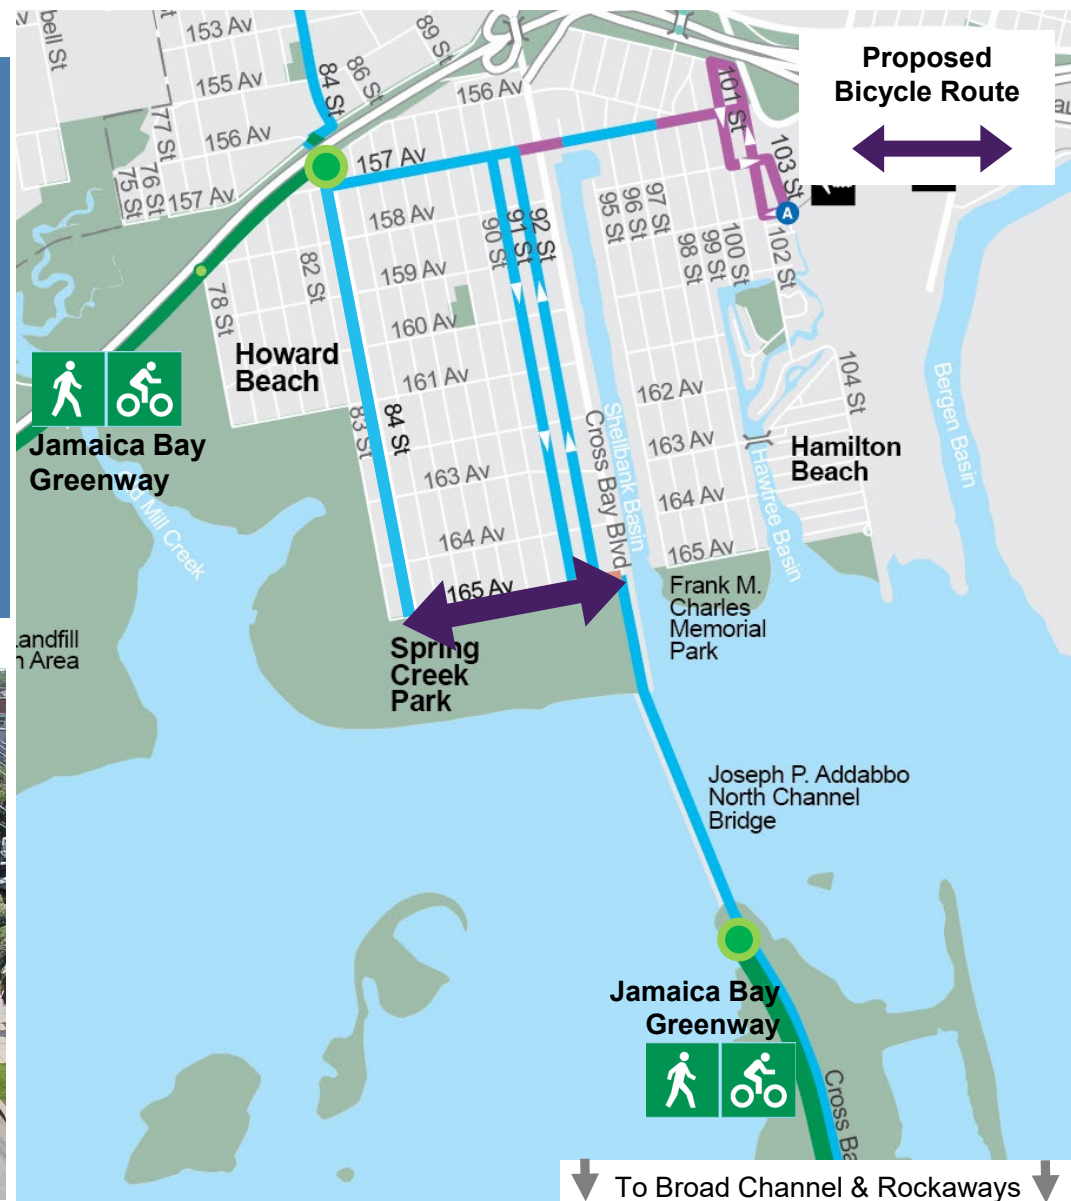 153 Av
155 Av
156 Av
157 Av
77 St
76 St
75 St
84 St
86 St
89 St
156 Av
157 Av
158 Av
159 Av
160 Av
161 Av
163 Av
164 Av
165 Av
78 St
82 St
83 St
84 St
90 St
91 St
92 St
95 St
96 St
97 St
98 St
99 St
100 St
101 St
102 St
103 St
104 St
A
162 Av
163 Av
164 Av
165 Av
Proposed
Bicycle Route
Howard
Beach
Jamaica Bay
Greenway
Cross Bay Blvd
Shellbank Basin
Hawtree Basin
Bergen Basin
Hamilton
Beach
Mill Creek
Spring
Creek
Park
Frank M.
Charles
Memorial
Park
Joseph P. Addabbo
North Channel
Bridge
Jamaica Bay
Greenway
Cross Ba
To Broad Channel & Rockaways